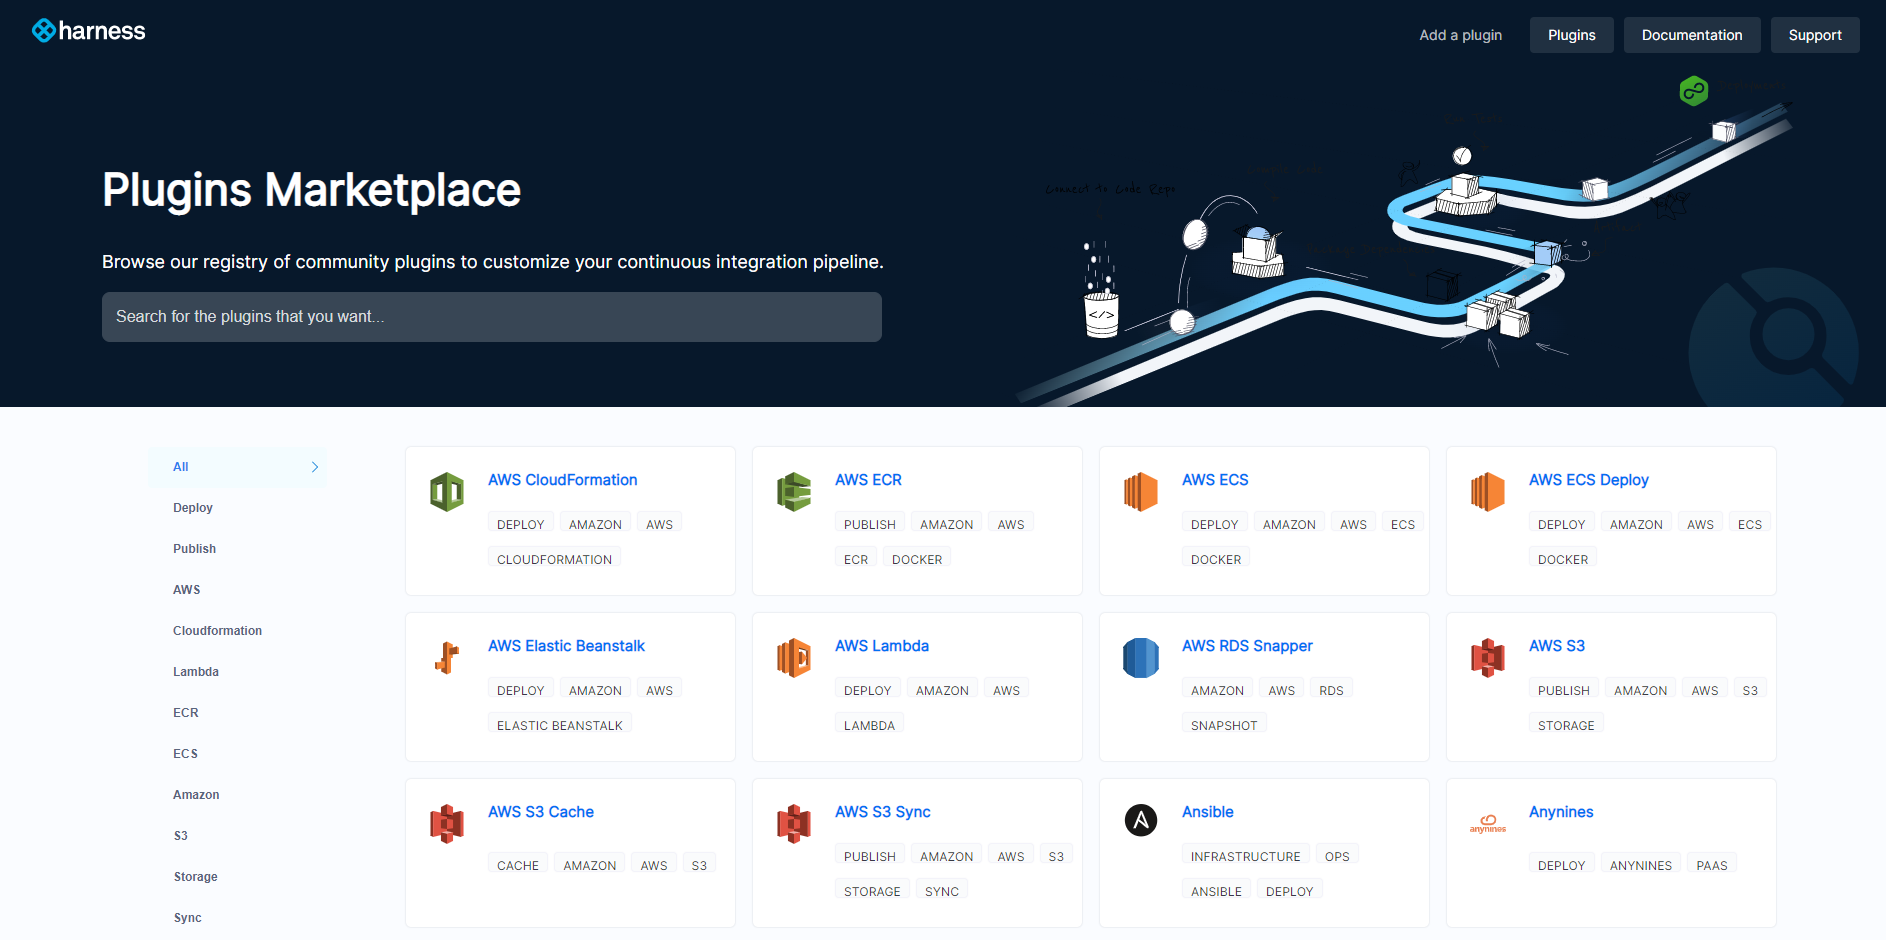 harness
Add a plugin
Plugins
Documentation
Support
Connect to Code Repo
Plugins Marketplace
Browse our registry of community plugins to customize your continuous integration pipeline.
Search for the plugins that you want...
</>
All
Deploy
Publish
AWS
Cloudformation
Lambda
ECR
ECS
Amazon
S3
Storage
Sync
AWS CloudFormation
DEPLOY AMAZON AWS
CLOUDFORMATION
AWS ECR
PUBLISH AMAZON AWS
ECR DOCKER
AWS ECS
DEPLOY AMAZON AWS ECS
DOCKER
AWS ECS Deploy
DEPLOY AMAZON AWS ECS
DOCKER
AWS Elastic Beanstalk
DEPLOY AMAZON AWS
ELASTIC BEANSTALK
AWS Lambda
DEPLOY AMAZON AWS
LAMBDA
AWS RDS Snapper
AMAZON AWS RDS
SNAPSHOT
AWS S3
PUBLISH AMAZON AWS S3
STORAGE
AWS S3 Cache
CACHE AMAZON AWS S3
AWS S3 Sync
PUBLISH AMAZON AWS S3
STORAGE SYNC
Ansible
INFRASTRUCTURE OPS
ANSIBLE DEPLOY
anynines
Anynines
DEPLOY ANYNINES PAAS